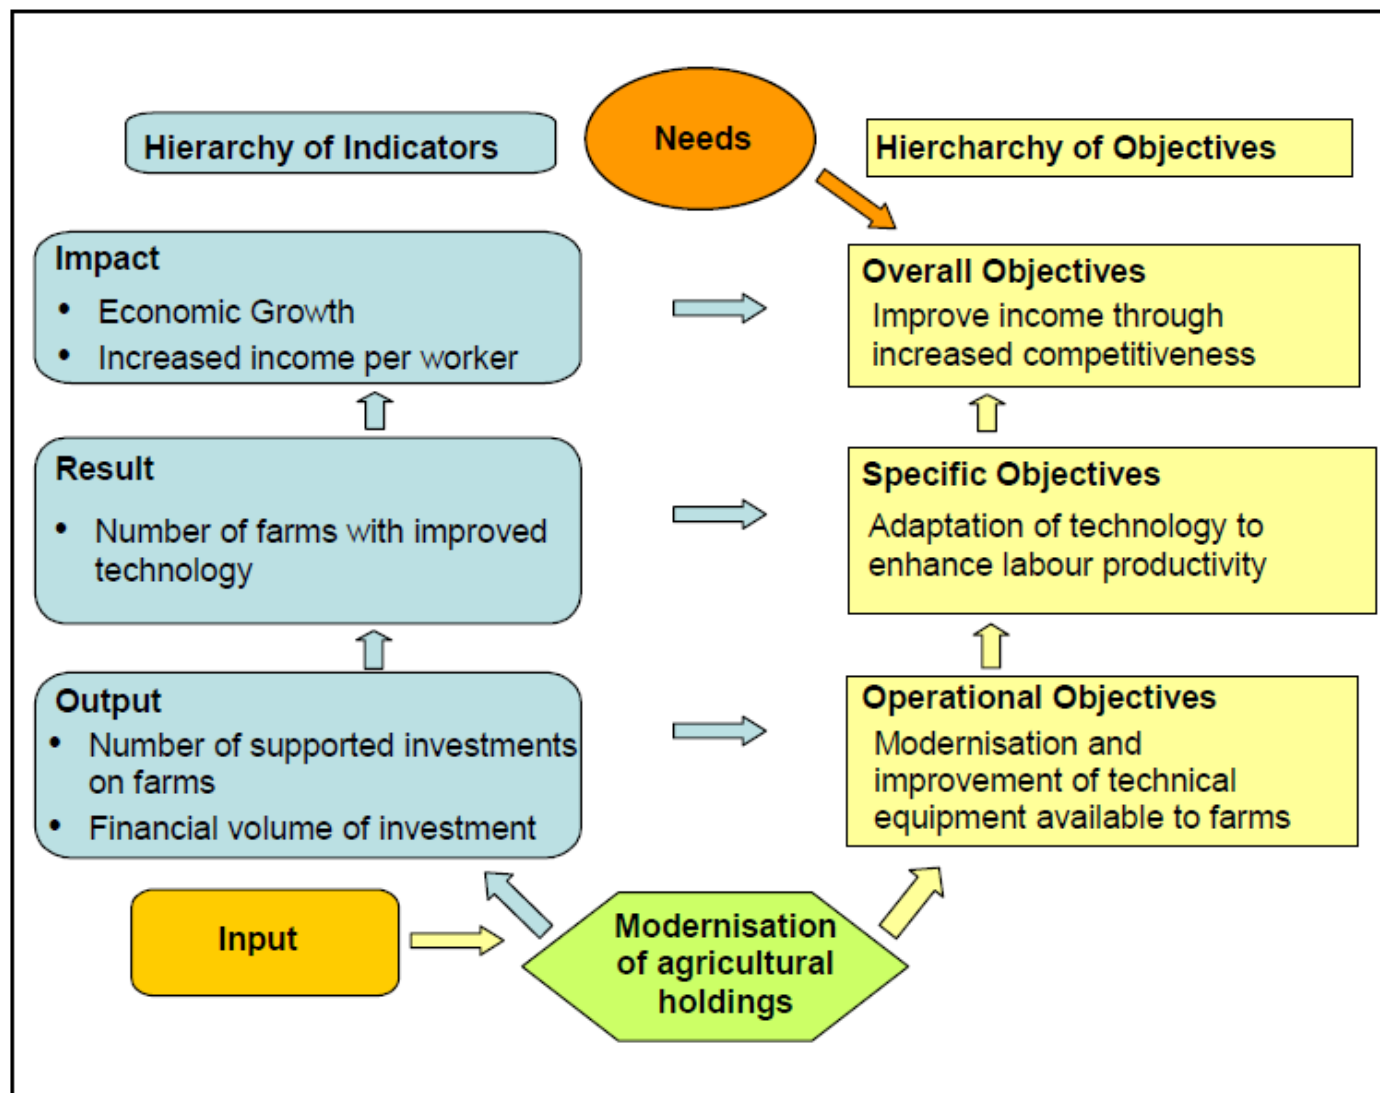 Needs
Hierarchy of Indicators
Hiercharchy of Objectives
Impact
• Economic Growth
• Increased income per worker
Overall Objectives
Improve income through
increased competitiveness
Result
• Number of farms with improved
technology
Specific Objectives
Adaptation of technology to
enhance labour productivity
Output
• Number of supported investments
on farms
• Financial volume of investment
Operational Objectives
Modernisation and
improvement of technical
equipment available to farms
Input
Modernisation
of agricultural
holdings